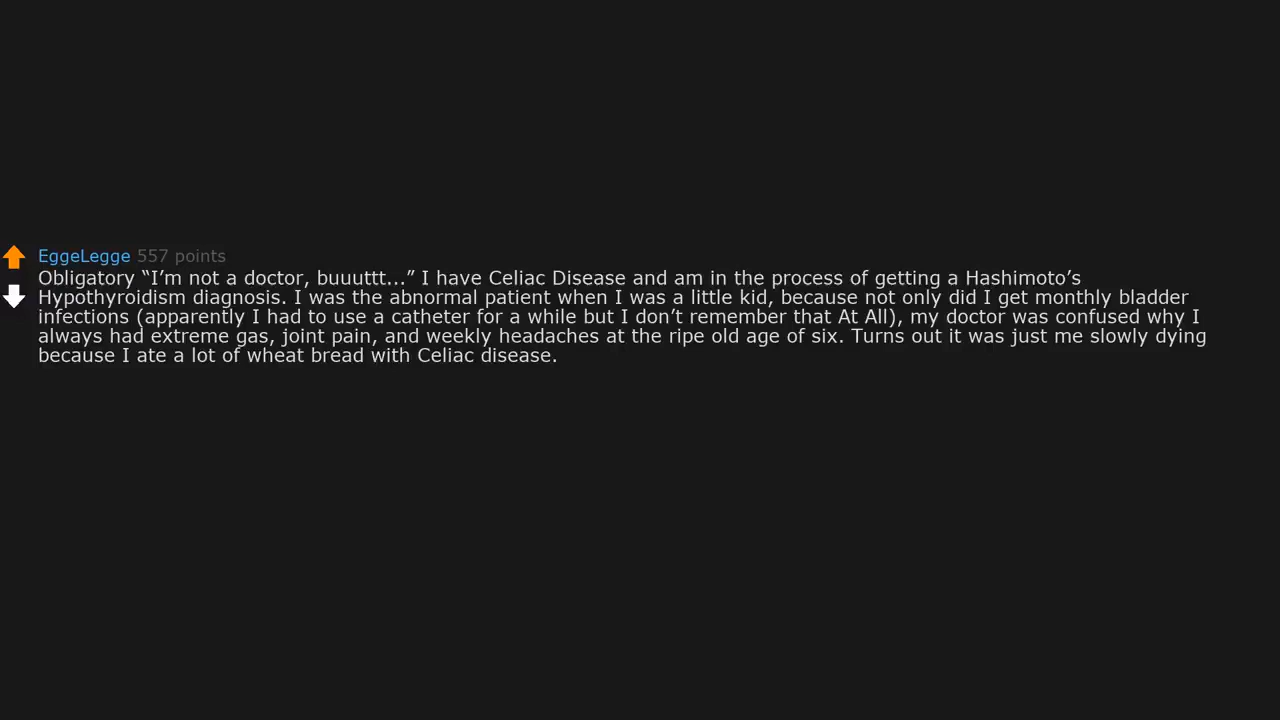 EggeLegge 557 points
Obligatory “I’m not a doctor, buuuttt...” I have Celiac Disease and am in the process of getting a Hashimoto’s
Hypothyroidism diagnosis. I was the abnormal patient when I was a little kid, because not only did I get monthly bladder
infections (apparently I had to use a catheter for a while but I don’t remember that At All), my doctor was confused why I
always had extreme gas, joint pain, and weekly headaches at the ripe old age of six. Turns out it was just me slowly dying
because I ate a lot of wheat bread with Celiac disease.